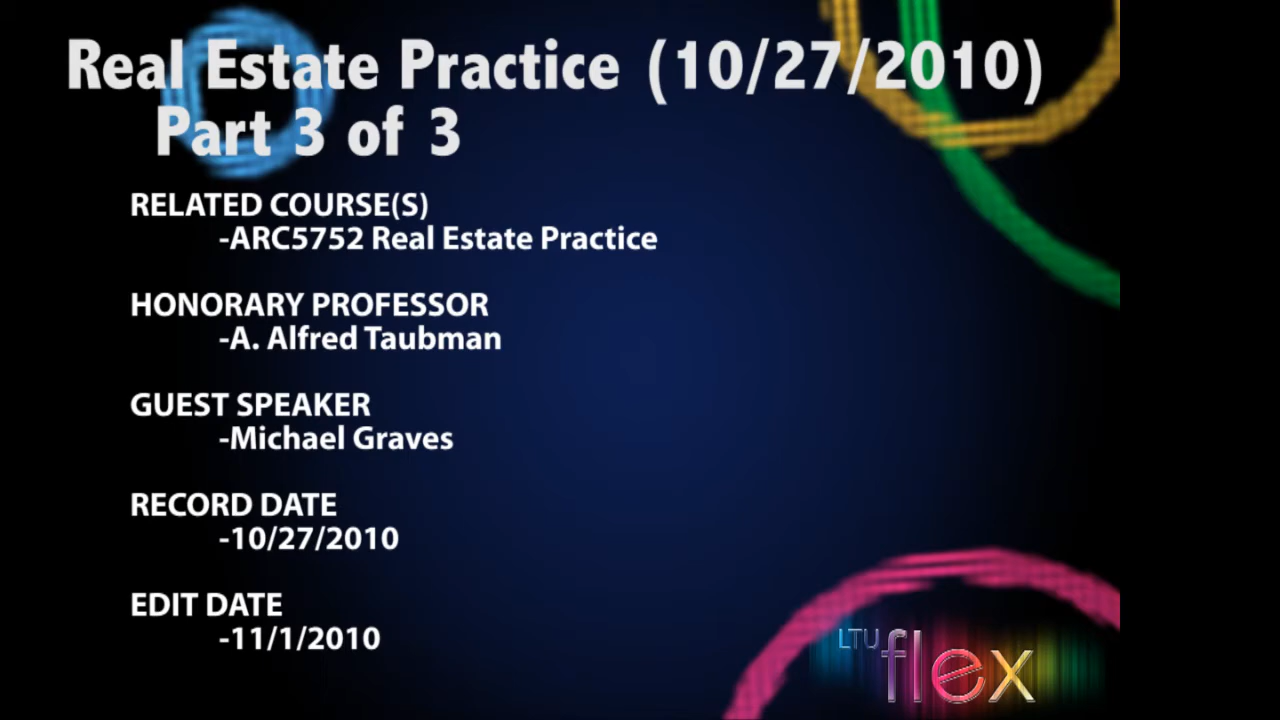 Real Estate Practice (10/27/2010)
Part 3 of 3
RELATED COURSE(S)
-ARC5752 Real Estate Practice
HONORARY PROFESSOR
-A. Alfred Taubman
GUEST SPEAKER
-Michael Graves
RECORD DATE
-10/27/2010
EDIT DATE
-11/1/2010
LTU flex